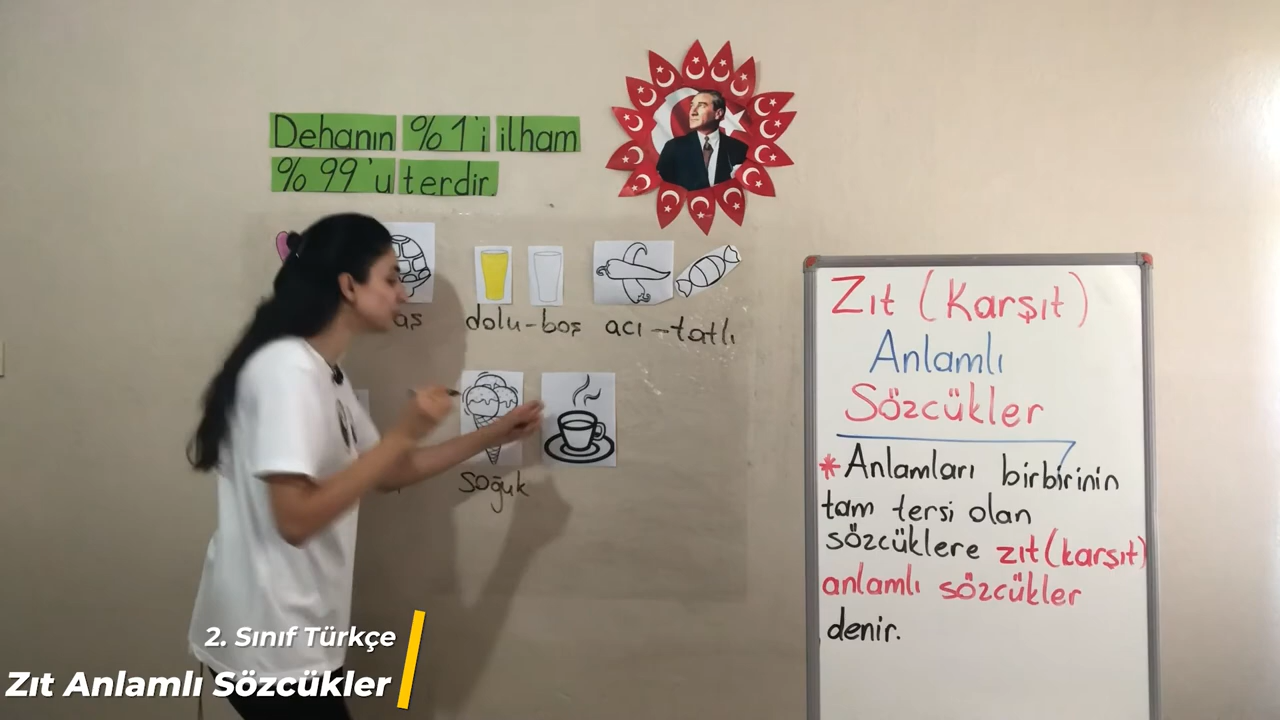 Dehanın %1'i ilham
%99'u terdir.
dolu-boş acı-tatlı
soğuk
Zıt (Karşıt)
Anlamlı
Sözcükler
*Anlamları birbirinin
tam tersi olan
sözcüklere zıt(karşıt)
anlamlı sözcükler
denir.
2. Sınıf Türkçe
Zıt Anlamlı Sözcükler